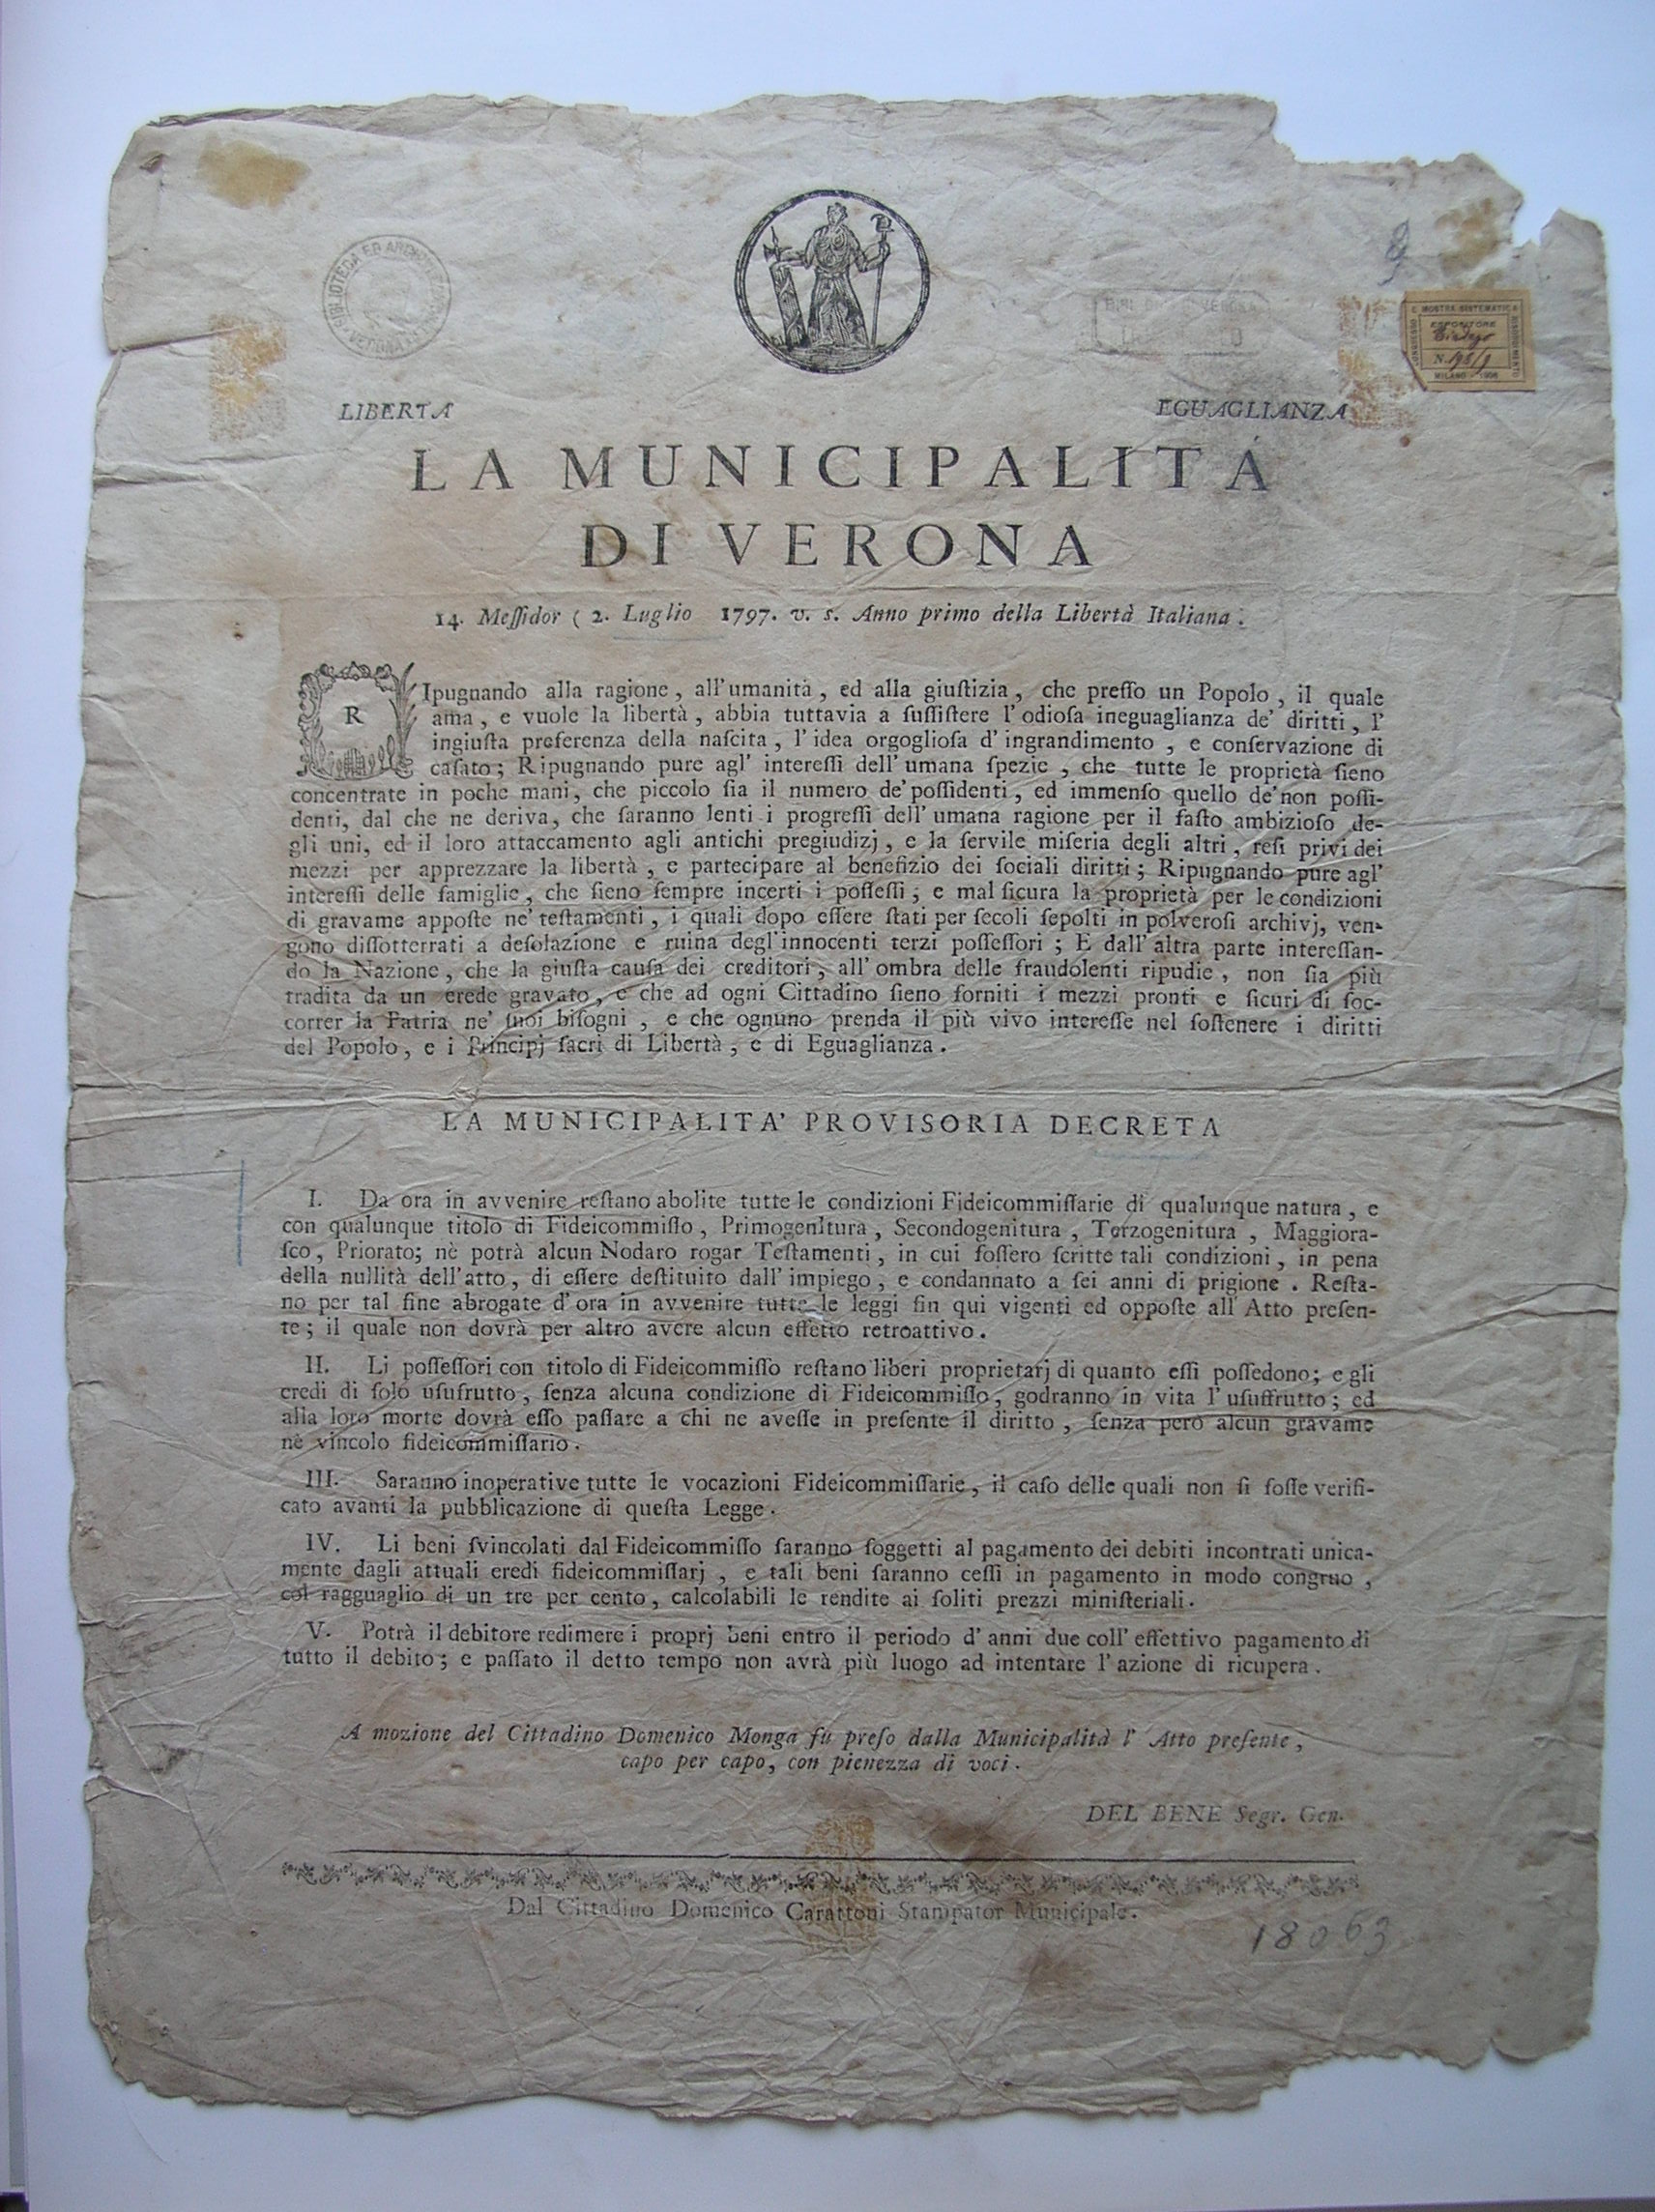 BIBLIOTECA ED ARCH
VERONA
CONGRESSO E MOSTRA SISTEMATICA RISORGIMENTO
ESPOSITORE
N.
MILANO - 1906
LIBERTA
EGUAGLIANZA
LA MUNICIPALITÁ
DI VERONA
14. Meſſidor ( 2. Luglio 1797. v. s. Anno primo della Libertà Italiana.
RIpugnando alla ragione, all'umanità, ed alla giuſtizia, che preſſo un Popolo, il quale
ama, e vuole la libertà, abbia tuttavia a ſuſſiſtere l'odioſa ineguaglianza de' diritti, l'
ingiuſta preferenza della naſcita, l'idea orgoglioſa d'ingrandimento, e conſervazione di
caſato; Ripugnando pure agl' intereſſi dell'umana ſpezie, che tutte le proprietà ſieno
concentrate in poche mani, che piccolo ſia il numero de'poſſidenti, ed immenſo quello de'non poſſi-
denti, dal che ne deriva, che ſaranno lenti i progreſſi dell'umana ragione per il faſto ambizioſo de-
gli uni, ed il loro attaccamento agli antichi pregiudizj, e la ſervile miſeria degli altri, reſi privi dei
mezzi per apprezzare la libertà, e partecipare al benefizio dei ſociali diritti; Ripugnando pure agl'
intereſſi delle famiglie, che ſieno ſempre incerti i poſſeſſi; e mal ſicura la proprietà per le condizioni
di gravame appoſte ne' teſtamenti, i quali dopo eſſere ſtati per ſecoli ſepolti in polveroſi archivj, ven-
gono diſſotterrati a deſolazione e ruina degl'innocenti terzi poſſeſſori; E dall'altra parte intereſſan-
do la Nazione, che la giuſta cauſa dei creditori, all'ombra delle fraudolenti ripudie, non ſia più
tradita da un erede gravato, e che ad ogni Cittadino ſieno forniti i mezzi pronti e ſicuri di ſoc-
correr la Patria ne' ſuoi biſogni, e che ognuno prenda il più vivo intereſſe nel ſoſtenere i diritti
del Popolo, e i Principj ſacri di Libertà, e di Eguaglianza.
LA MUNICIPALITA' PROVISORIA DECRETA
I. Da ora in avvenire reſtano abolite tutte le condizioni Fideicommiſſarie di qualunque natura, e
con qualunque titolo di Fideicommiſſo, Primogenitura, Secondogenitura, Terzogenitura, Maggiora-
ſco, Priorato; nè potrà alcun Nodaro rogar Teſtamenti, in cui foſſero ſcritte tali condizioni, in pena
della nullità dell'atto, di eſſere deſtituito dall'impiego, e condannato a ſei anni di prigione. Reſta-
no per tal fine abrogate d'ora in avvenire tutte le leggi fin qui vigenti ed oppoſte all'Atto preſen-
te; il quale non dovrà per altro avere alcun effetto retroattivo.
II. Li poſſeſſori con titolo di Fideicommiſſo reſtano liberi proprietarj di quanto eſſi poſſedono; e gli
eredi di ſolo uſufrutto, ſenza alcuna condizione di Fideicommiſſo, godranno in vita l'uſuffrutto; ed
alla loro morte dovrà eſſo paſſare a chi ne aveſſe in preſente il diritto, ſenza però alcun gravame
nè vincolo fideicommiſſario.
III. Saranno inoperative tutte le vocazioni Fideicommiſſarie, il caſo delle quali non ſi foſſe verifi-
cato avanti la pubblicazione di queſta Legge.
IV. Li beni ſvincolati dal Fideicommiſſo ſaranno ſoggetti al pagamento dei debiti incontrati unica-
mente dagli attuali eredi fideicommiſſarj, e tali beni ſaranno ceſſi in pagamento in modo congruo,
col ragguaglio di un tre per cento, calcolabili le rendite ai ſoliti prezzi miniſteriali.
V. Potrà il debitore redimere i proprj beni entro il periodo d'anni due coll'effettivo pagamento di
tutto il debito; e paſſato il detto tempo non avrà più luogo ad intentare l'azione di ricupera.
A mozione del Cittadino Domenico Monga fu preſo dalla Municipalità l' Atto preſente,
capo per capo, con pienezza di voci.
DEL BENE Segr. Gen.
Dal Cittadino Domenico Carattoni Stampator Municipale.
18063